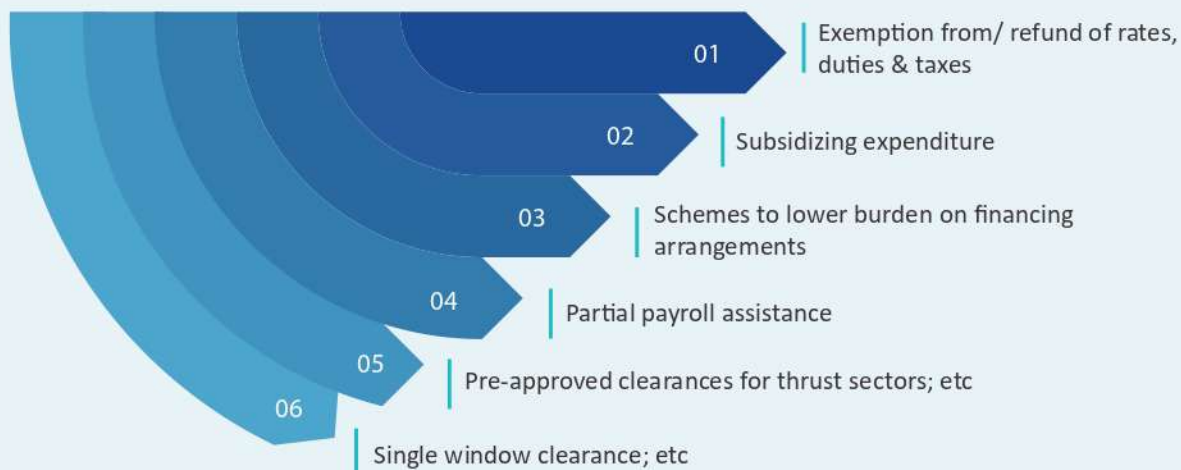 01
Exemption from/ refund of rates,
duties & taxes
02
Subsidizing expenditure
03
Schemes to lower burden on financing
arrangements
04
Partial payroll assistance
05
Pre-approved clearances for thrust sectors; etc
06
Single window clearance; etc